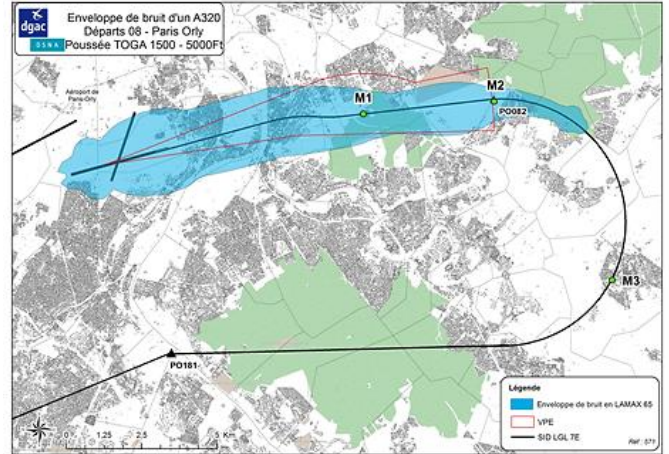 dgac
DSNA
Enveloppe de bruit d'un A320
Départs 08 - Paris Orly
Poussée TOGA 1500 - 5000Ft
Aéroport de
Paris-Orly
M1
M2
PO082
M3
PO181
0 1.25 2.5 5 Km
Légende
Enveloppe de bruit en LAMAX 65
VPE
SID LGL 7E
Réf : 571